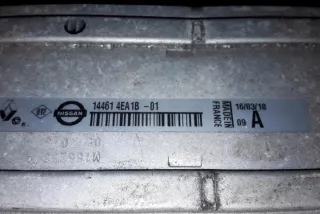 NISSAN
14461 4EA1B -01
MADE IN
FRANCE
16/03/18
09 A